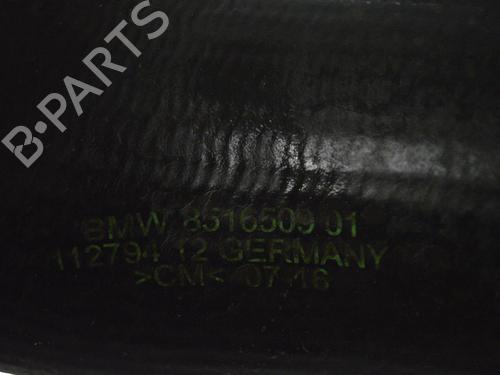 B·PARTS
BMW 8516509 01
112794 12 GERMANY
>CM< 07 16